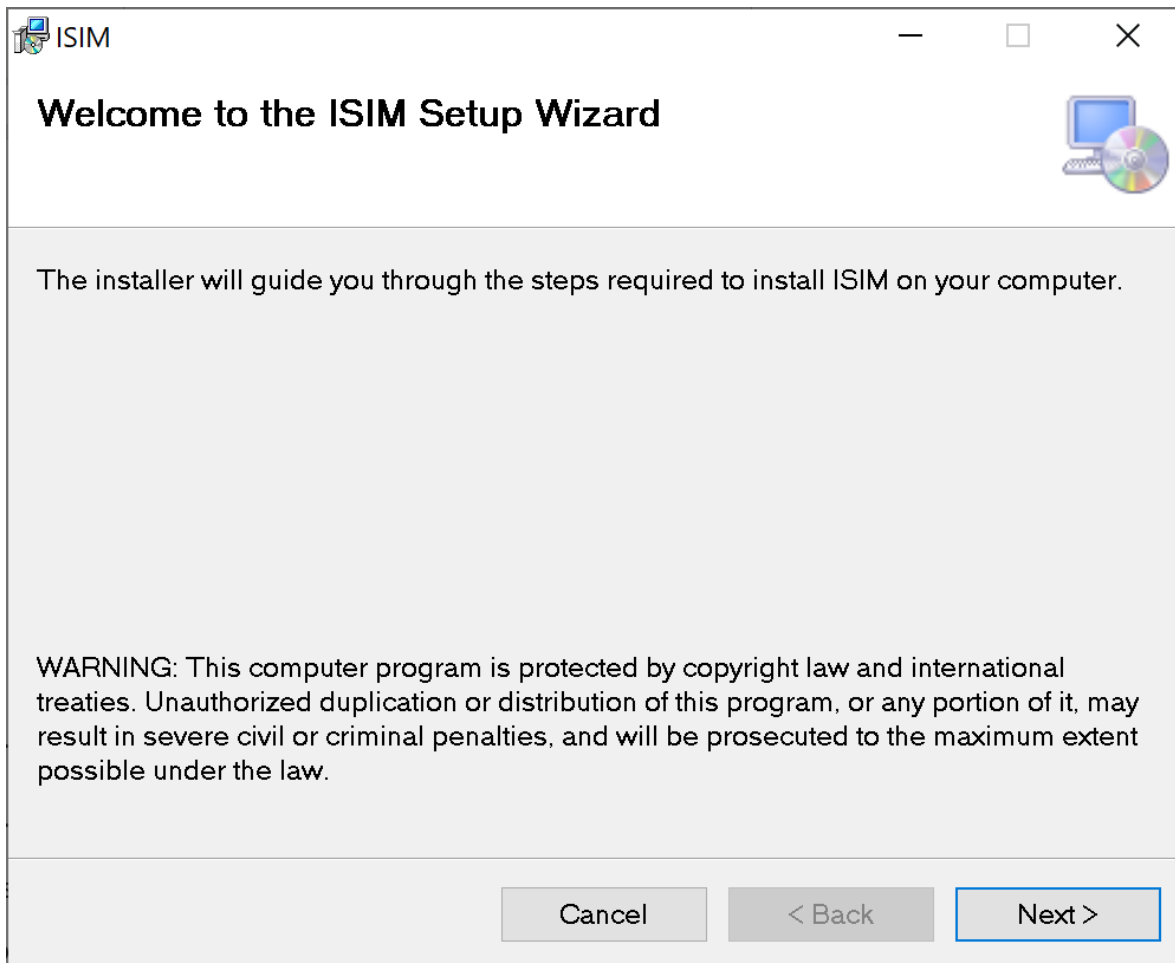 ISIM
Welcome to the ISIM Setup Wizard
The installer will guide you through the steps required to install ISIM on your computer.
WARNING: This computer program is protected by copyright law and international
treaties. Unauthorized duplication or distribution of this program, or any portion of it, may
result in severe civil or criminal penalties, and will be prosecuted to the maximum extent
possible under the law.
Cancel
< Back
Next >